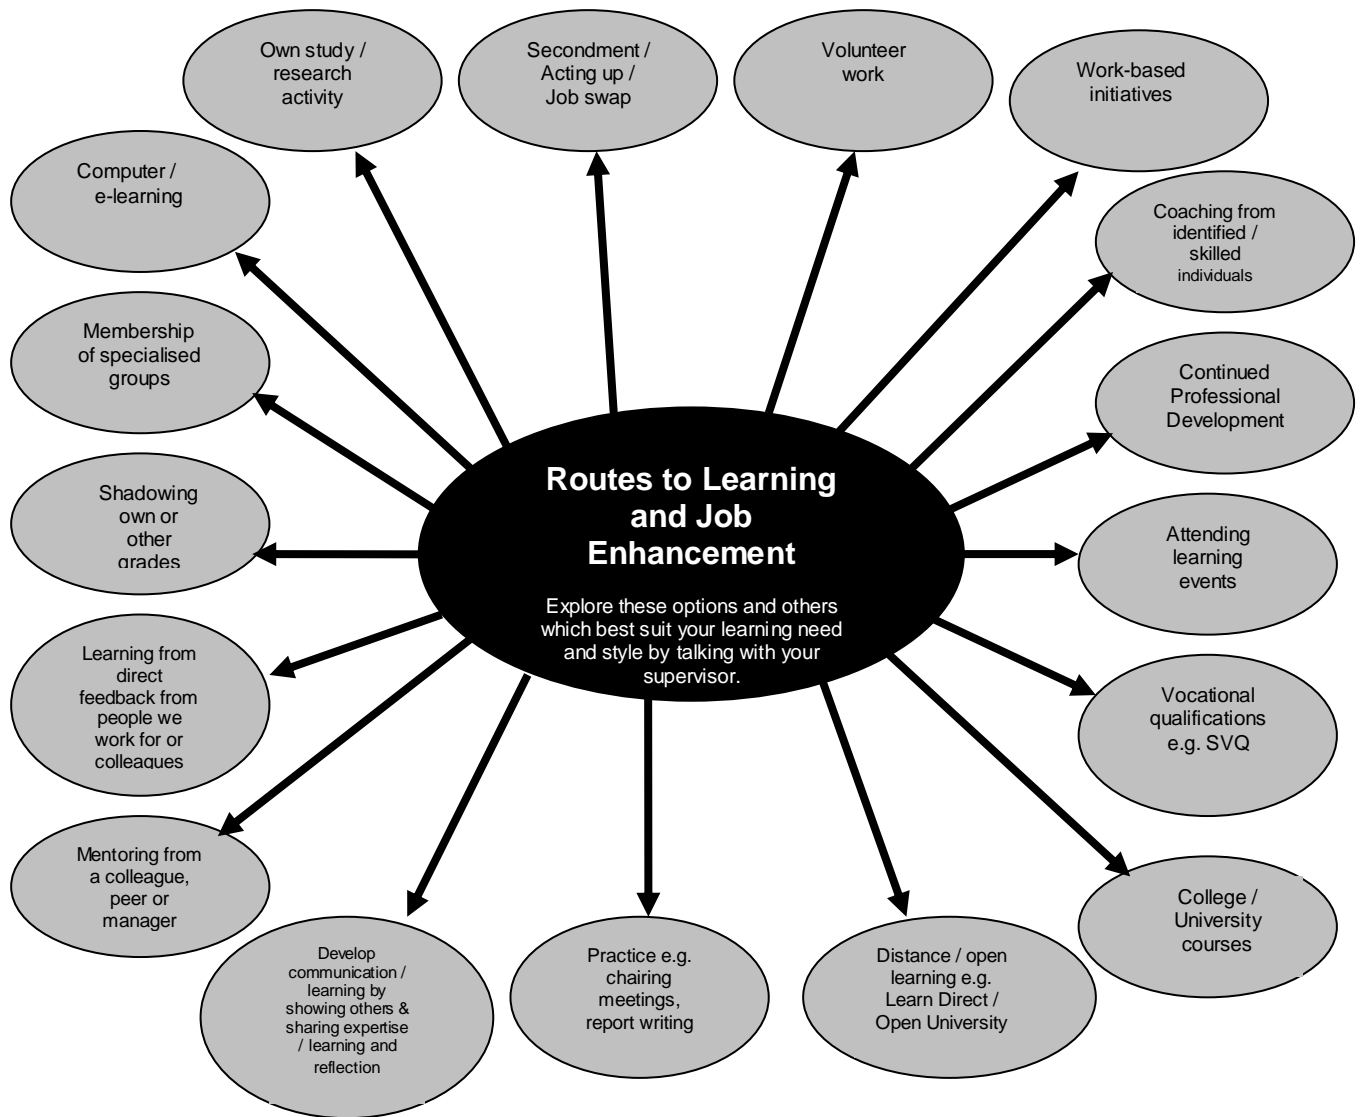 Own study /
research
activity
Secondment /
Acting up /
Job swap
Volunteer
work
Work-based
initiatives
Computer /
e-learning
Coaching from
identified /
skilled
individuals
Membership
of specialised
groups
Continued
Professional
Development
Routes to Learning
and Job
Enhancement
Explore these options and others
which best suit your learning need
and style by talking with your
supervisor.
Shadowing
own or
other
grades
Attending
learning
events
Learning from
direct
feedback from
people we
work for or
colleagues
Vocational
qualifications
e.g. SVQ
Mentoring from
a colleague,
peer or
manager
College /
University
courses
Develop
communication /
learning by
showing others &
sharing expertise
/ learning and
reflection
Practice e.g.
chairing
meetings,
report writing
Distance / open
learning e.g.
Learn Direct /
Open University